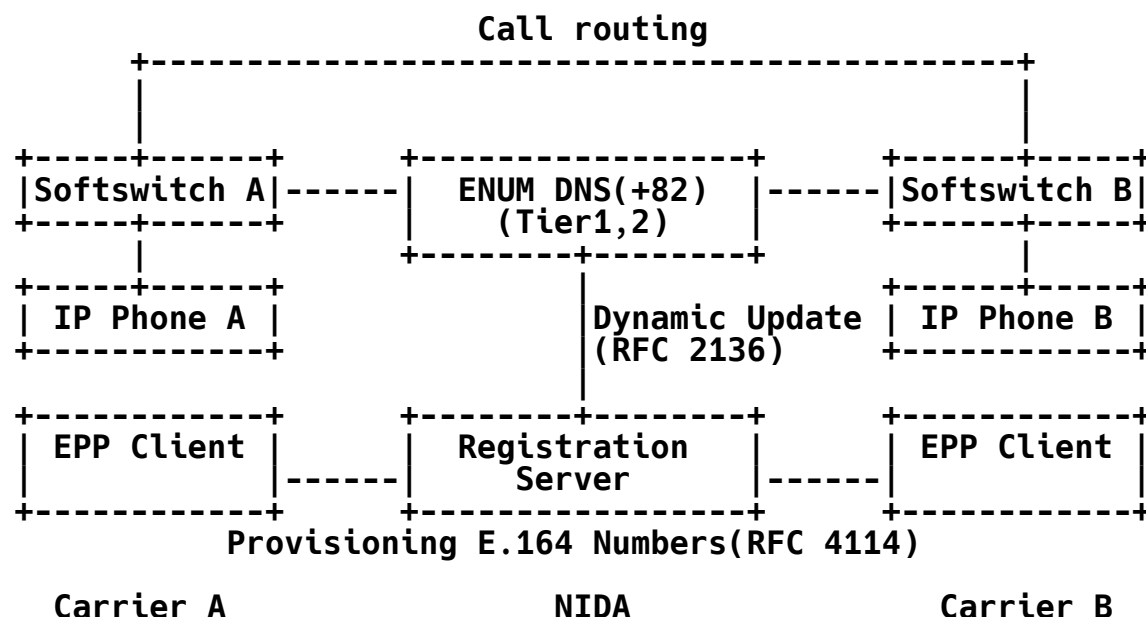 Call routing
Softswitch A ENUM DNS(+82) Softswitch B
(Tier1,2)
IP Phone A Dynamic Update IP Phone B
(RFC 2136)
EPP Client Registration EPP Client
Server
Provisioning E.164 Numbers(RFC 4114)
Carrier A NIDA Carrier B